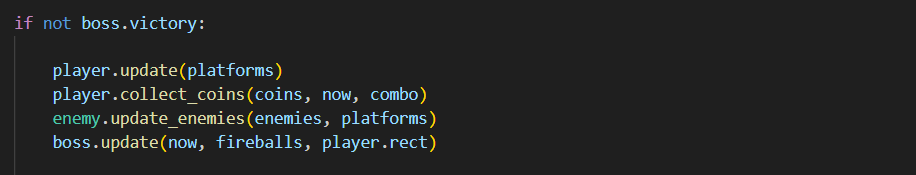 if not boss.victory:
player.update(platforms)
player.collect_coins(coins, now, combo)
enemy.update_enemies(enemies, platforms)
boss.update(now, fireballs, player.rect)